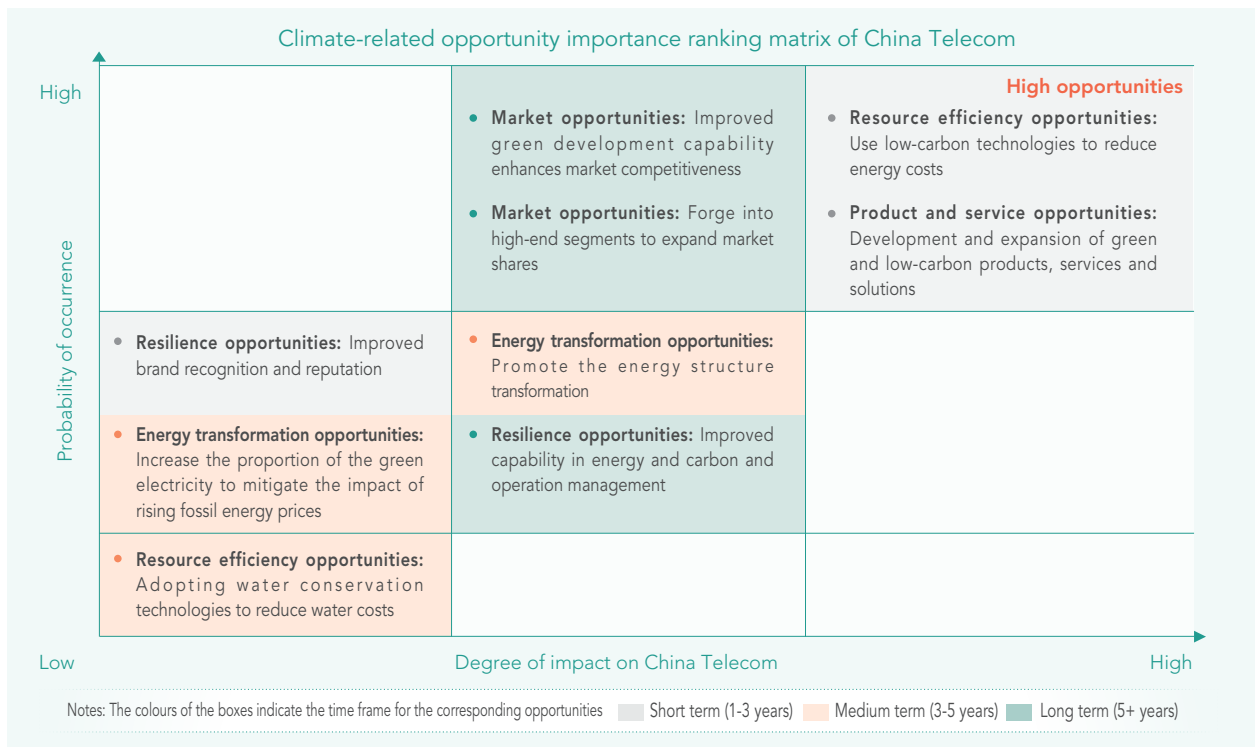 Climate-related opportunity importance ranking matrix of China Telecom
High
Probability of occurrence
High opportunities
Market opportunities: Improved
green development capability
enhances market competitiveness
Market opportunities: Forge into
high-end segments to expand market
shares
Resource efficiency opportunities:
Use low-carbon technologies to reduce
energy costs
Product and service opportunities:
Development and expansion of green
and low-carbon products, services and
solutions
Resilience opportunities: Improved
brand recognition and reputation
Energy transformation opportunities:
Increase the proportion of the green
electricity to mitigate the impact of
rising fossil energy prices
Energy transformation opportunities:
Promote the energy structure
transformation
Resilience opportunities: Improved
capability in energy and carbon and
operation management
Resource efficiency opportunities:
Adopting water conservation
technologies to reduce water costs
Low
Degree of impact on China Telecom
High
Notes: The colours of the boxes indicate the time frame for the corresponding opportunities
Short term (1-3 years)
Medium term (3-5 years)
Long term (5+ years)